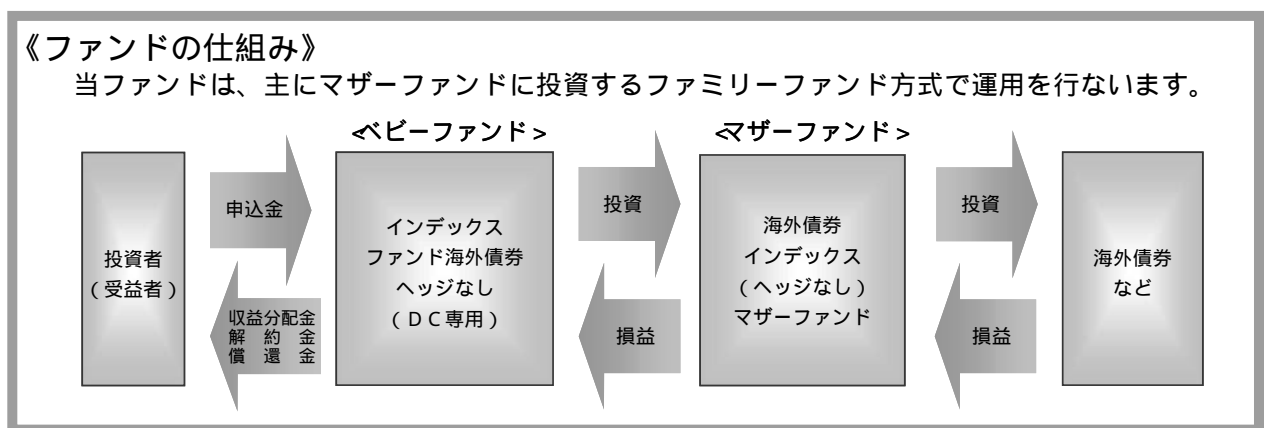 《ファンドの仕組み》
当ファンドは、主にマザーファンドに投資するファミリーファンド方式で運用を行ないます。
<ベビーファンド>
<マザーファンド>
投資者
(受益者)
申込金
収益分配金
解 約 金
償 還 金
インデックス
ファンド海外債券
ヘッジなし
(DC専用)
投資
損益
海外債券
インデックス
(ヘッジなし)
マザーファンド
投資
損益
海外債券
など